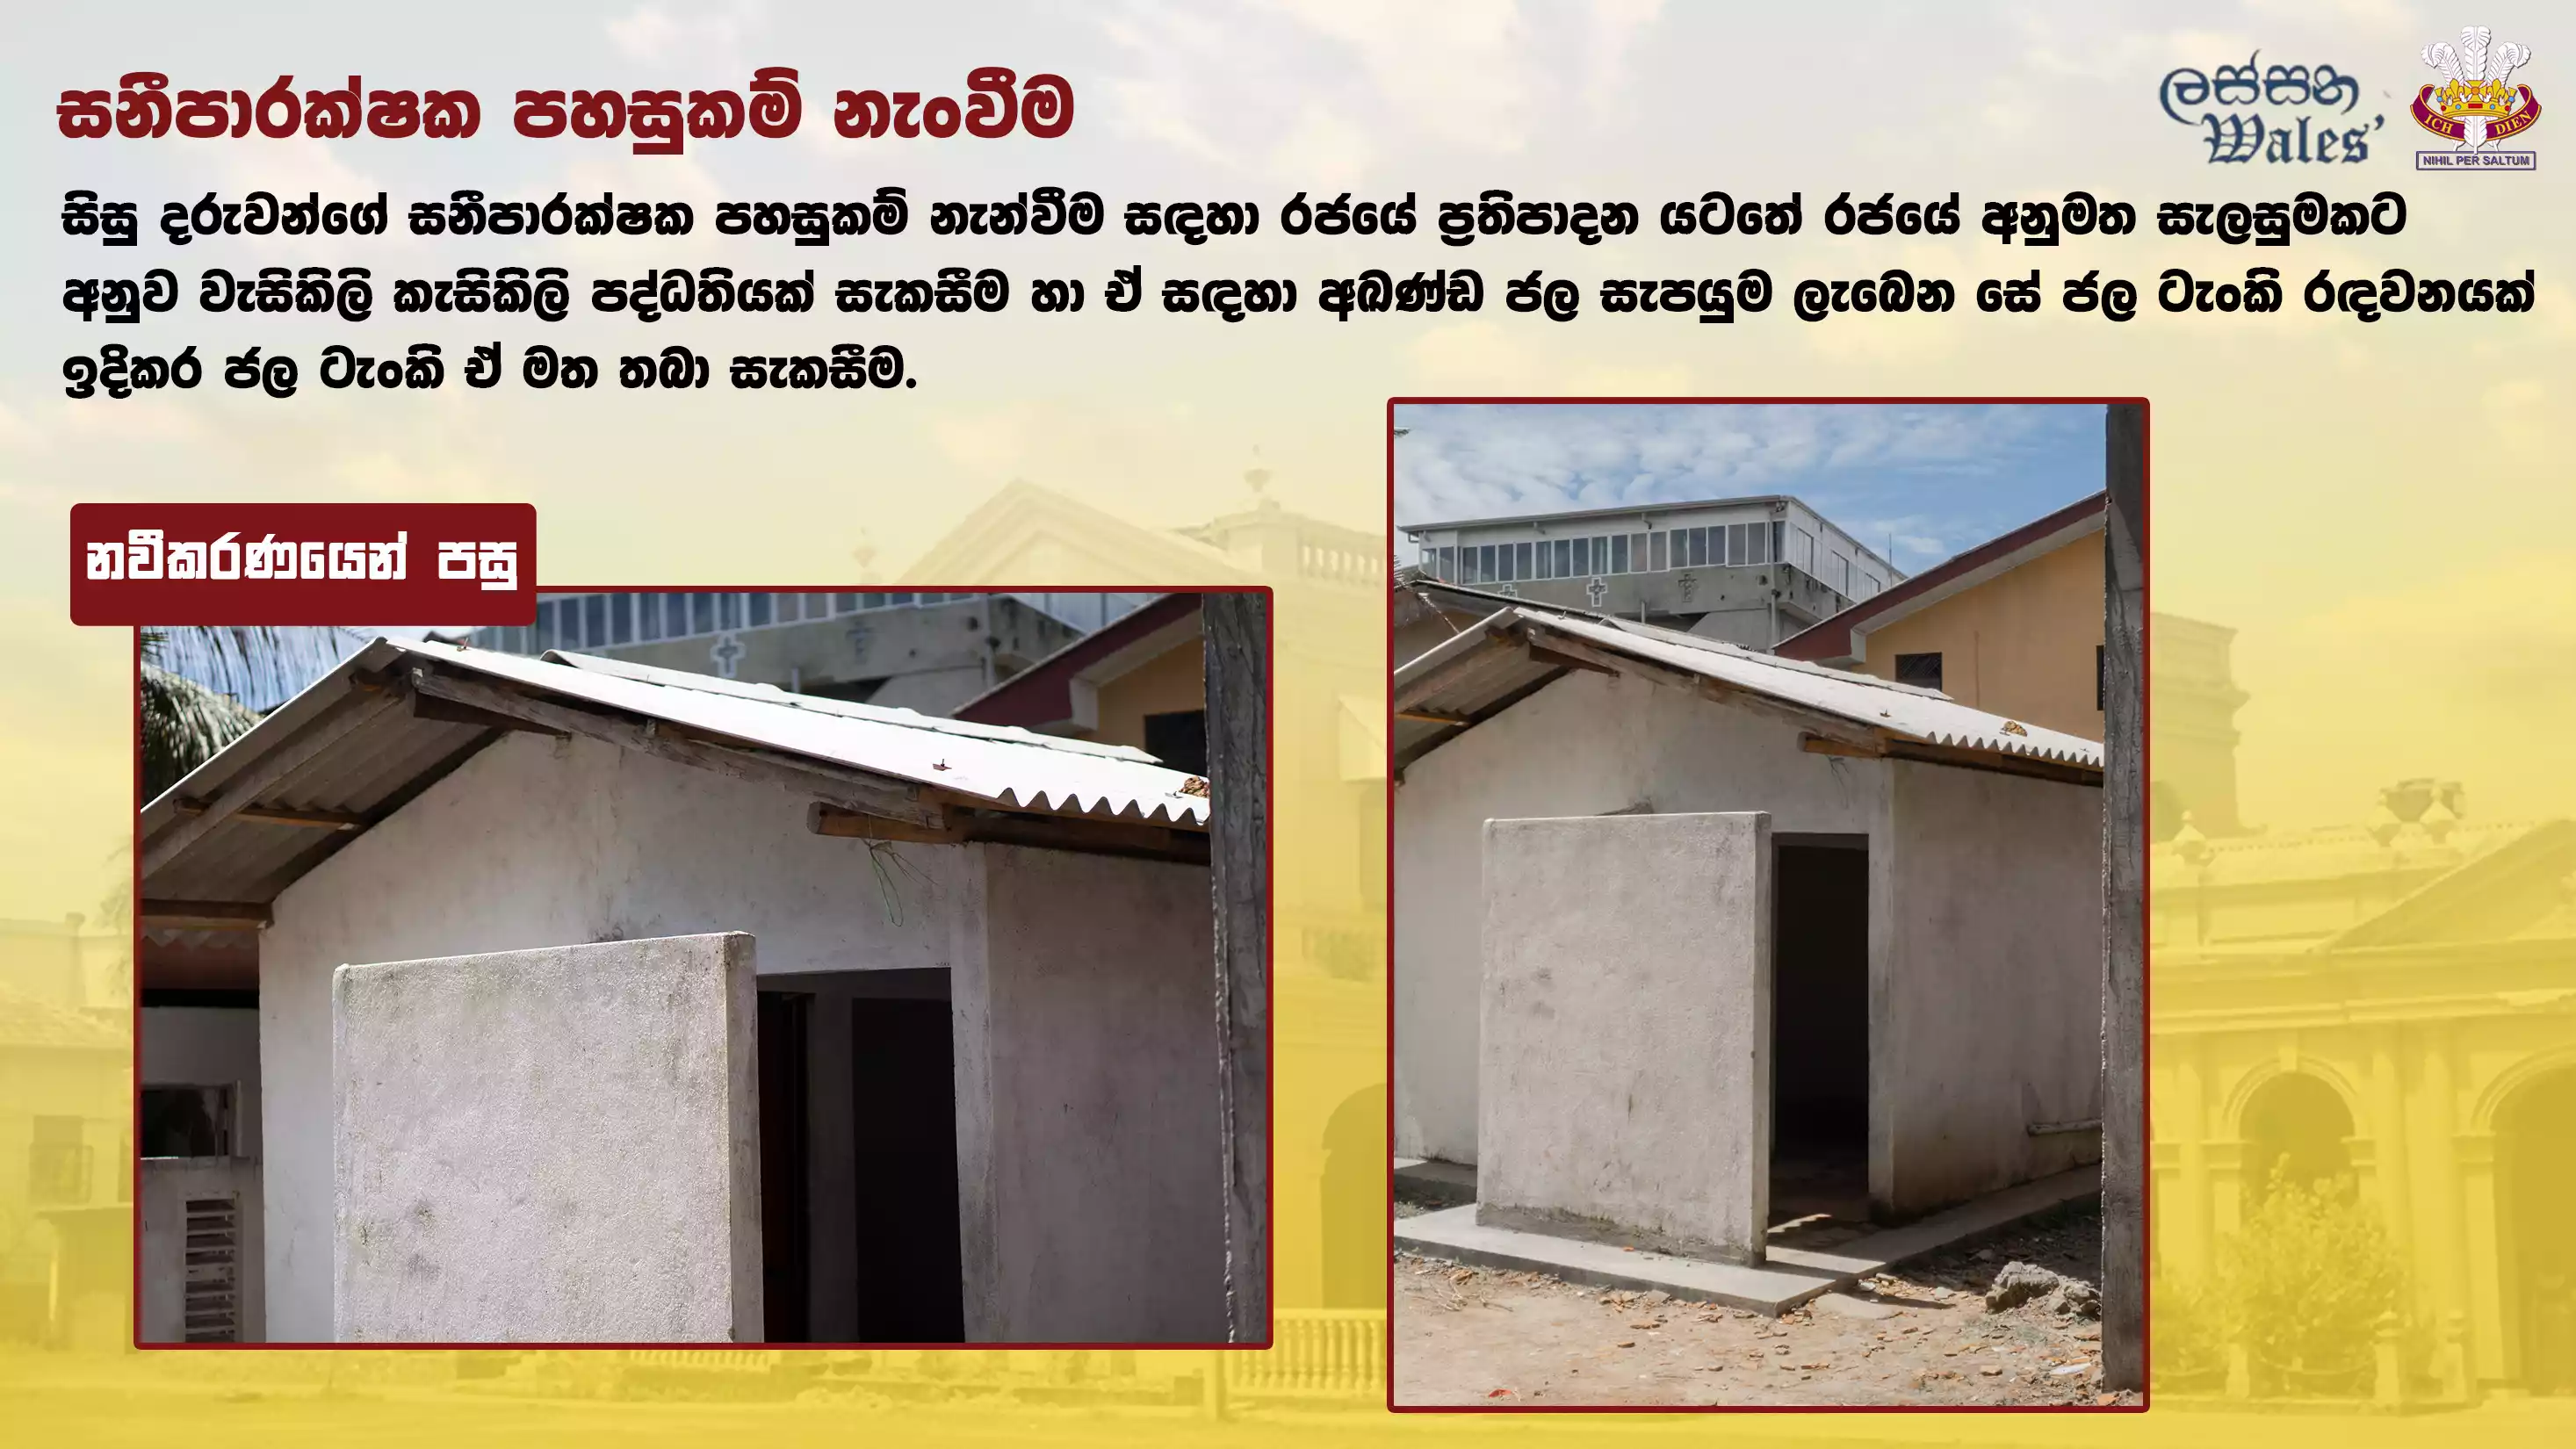 සනීපාරක්ෂක පහසුකම් නැංවීම
ලස්සන
Wales'
ICH DIEN
NIHIL PER SALTUM
සිසු දරුවන්ගේ සනීපාරක්ෂක පහසුකම් නැන්වීම සඳහා රජයේ ප්‍රතිපාදන යටතේ රජයේ අනුමත සැලසුමකට
අනුව වැසිකිලි කැසිකිලි පද්ධතියක් සැකසීම හා ඒ සඳහා අඛණ්ඩ ජල සැපයුම ලැබෙන සේ ජල ටැංකි රඳවනයක්
ඉදිකර ජල ටැංකි ඒ මත තබා සැකසීම.
නවීකරණයෙන් පසු